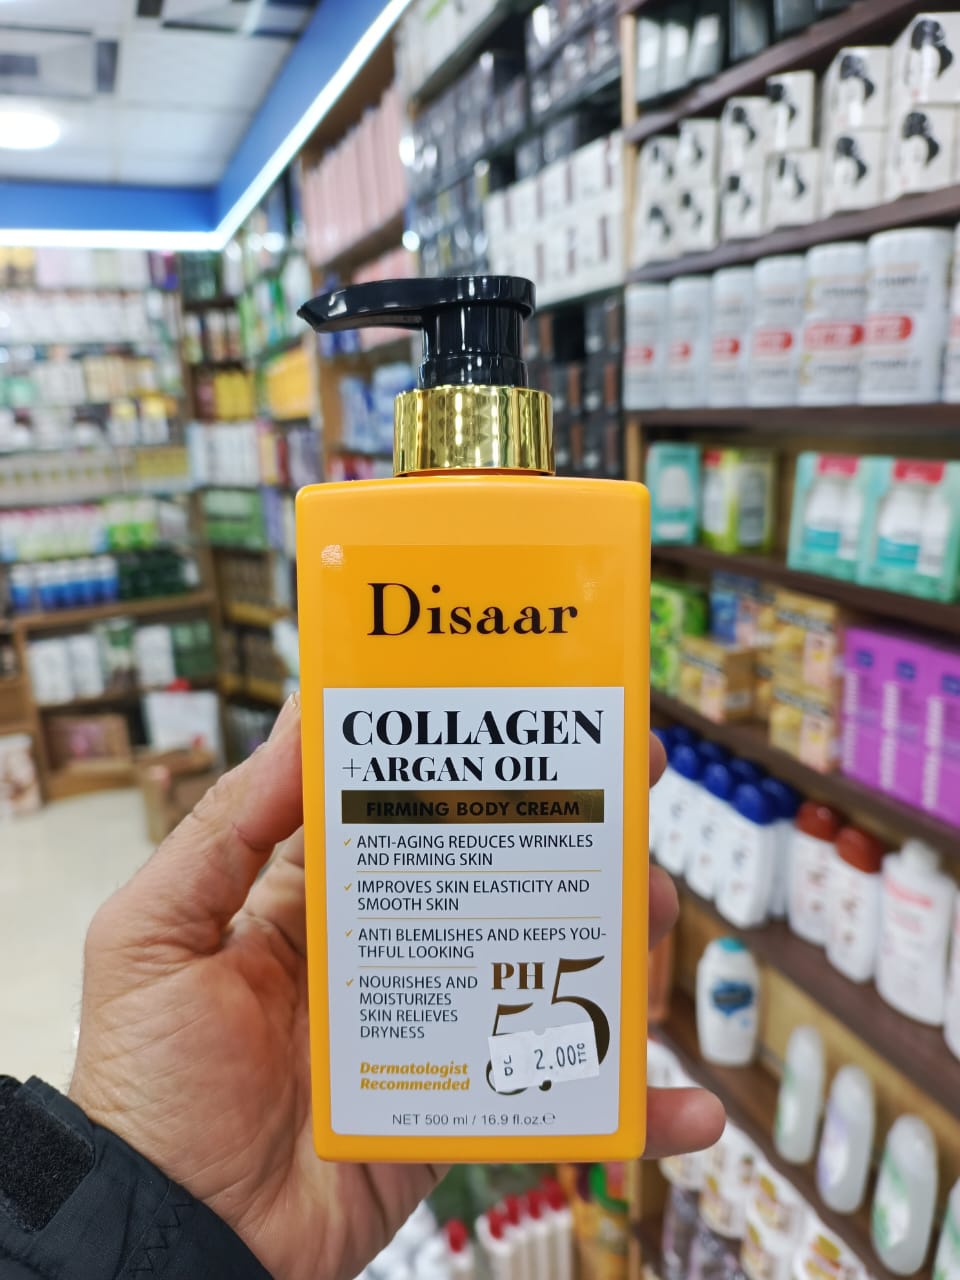 Disaar
COLLAGEN
+ARGAN OIL
FIRMING BODY CREAM
ANTI-AGING REDUCES WRINKLES
AND FIRMING SKIN
IMPROVES SKIN ELASTICITY AND
SMOOTH SKIN
ANTI BLEMLISHES AND KEEPS YOU-
THFUL LOOKING
NOURISHES AND
MOISTURIZES
SKIN RELIEVES
DRYNESS
PH
5.5
DC 2.00 TTC
Dermatologist
Recommended
NET 500 ml / 16.9 fl.oz.℮